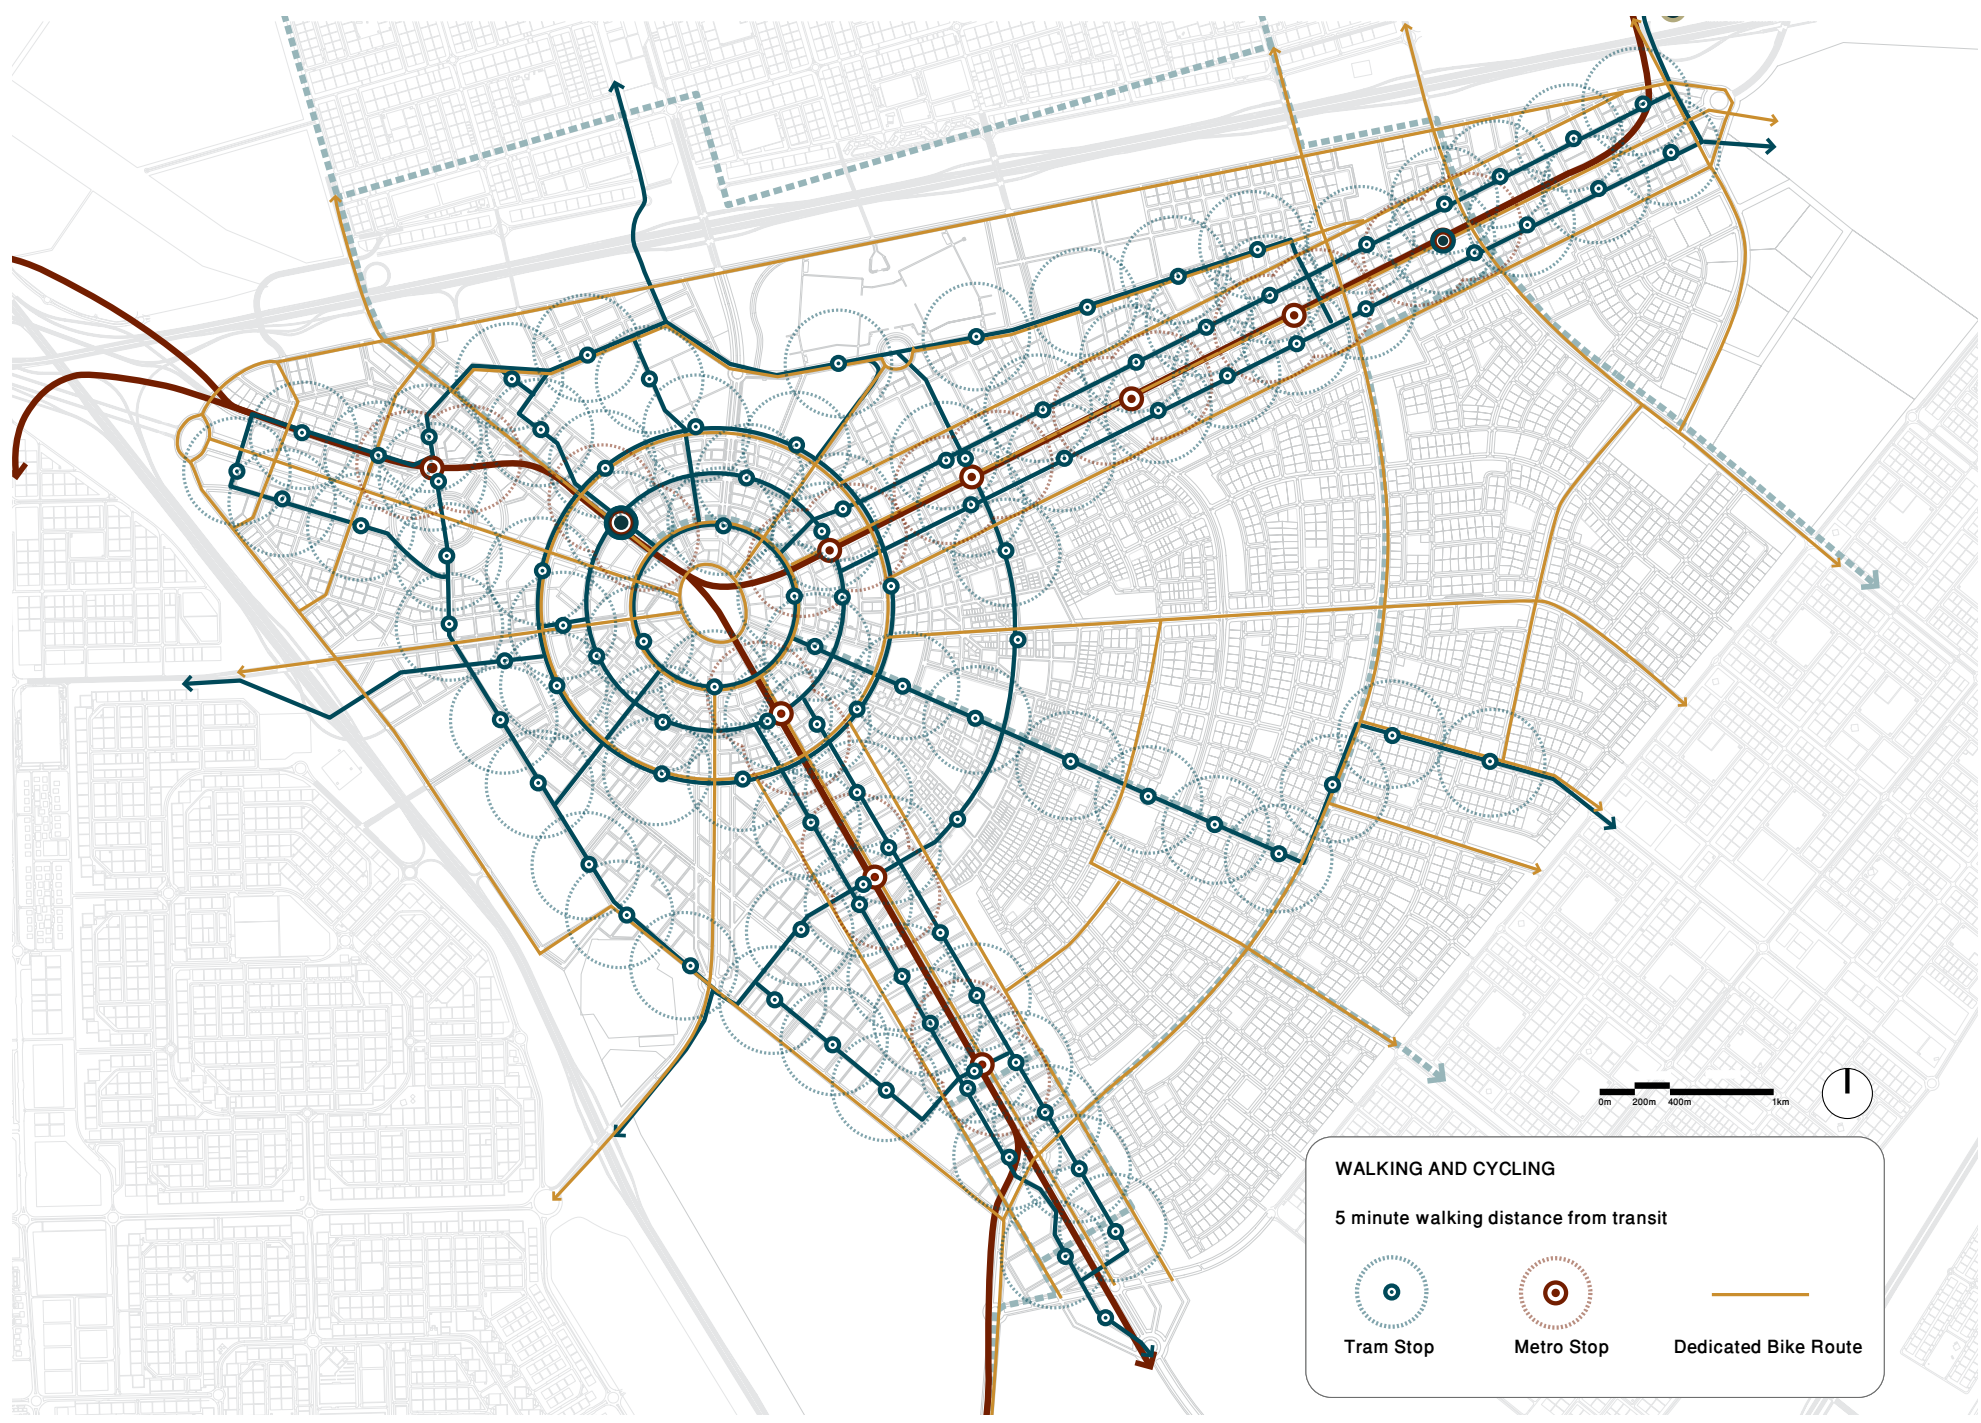 0m 200m 400m 1km
WALKING AND CYCLING
5 minute walking distance from transit
Tram Stop Metro Stop Dedicated Bike Route